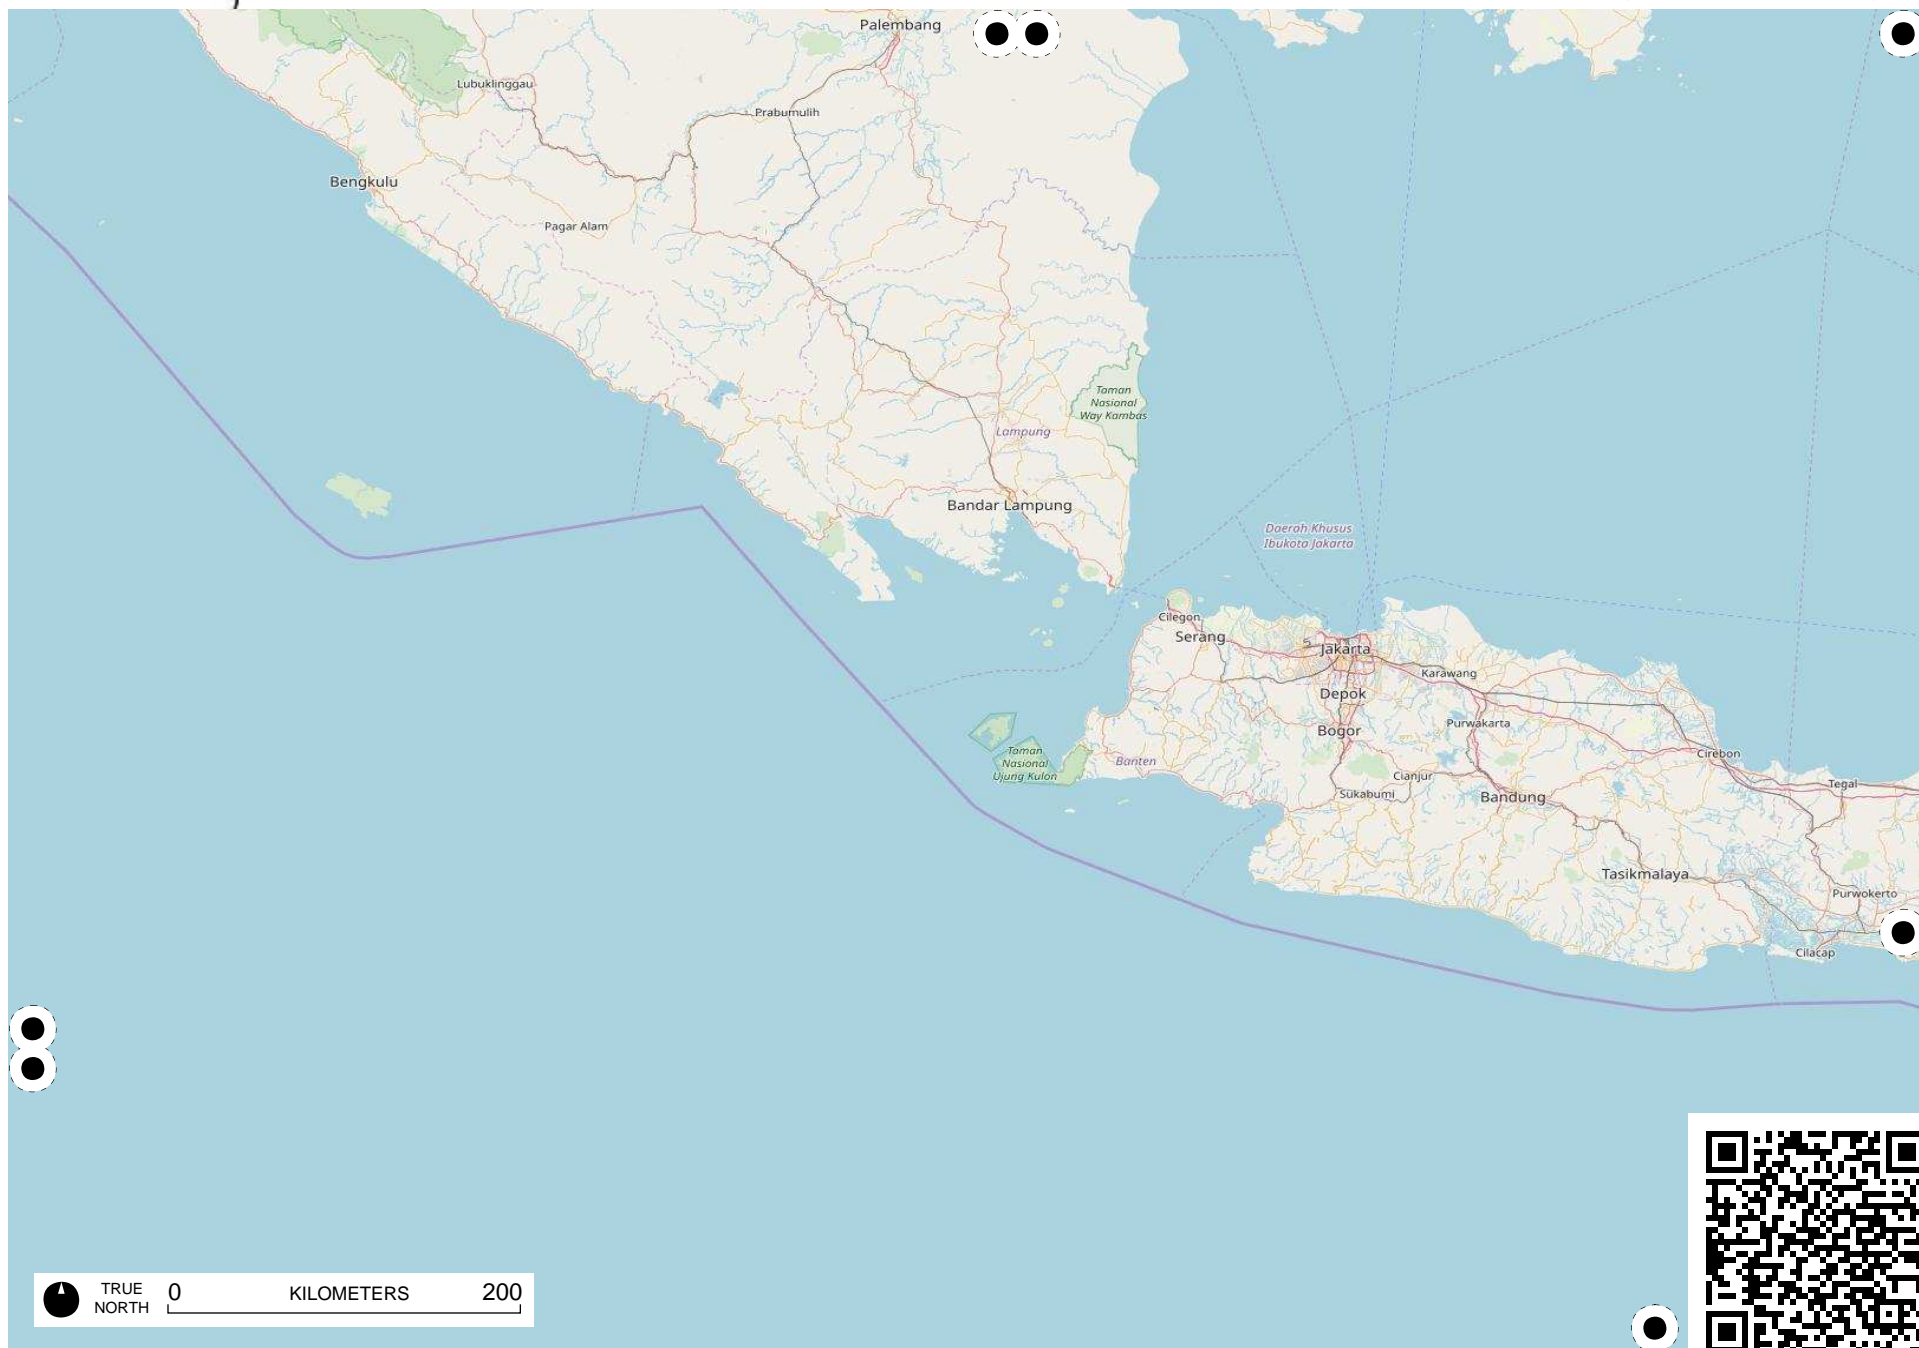 Palembang
Lubuklinggau
Prabumulih
Bengkulu
Pagar Alam
Taman
Nasional
Way Kambas
Lampung
Bandar Lampung
Daerah Khusus
Ibukota Jakarta
Cilegon
Serang
Jakarta
Karawang
Depok
Purwakarta
Bogor
Taman
Nasional
Ujung Kulon
Banten
Cirebon
Cianjur
Tegal
Sukabumi
Bandung
Tasikmalaya
Purwokerto
Cilacap
TRUE
NORTH
0 KILOMETERS 200